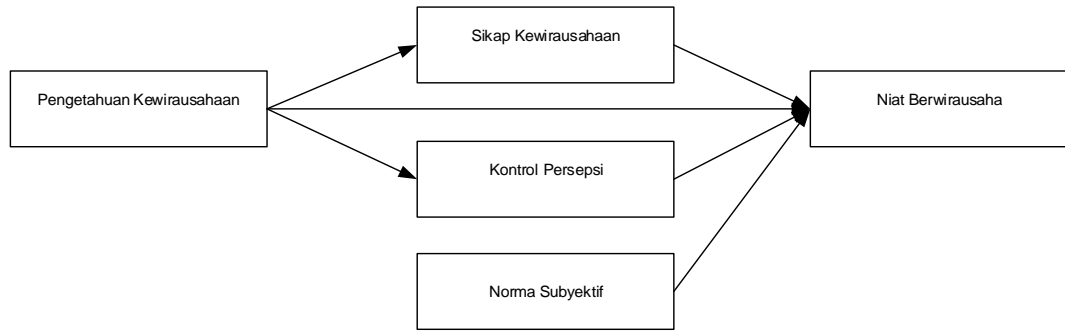 Sikap Kewirausahaan
Pengetahuan Kewirausahaan
Niat Berwirausaha
Kontrol Persepsi
Norma Subyektif